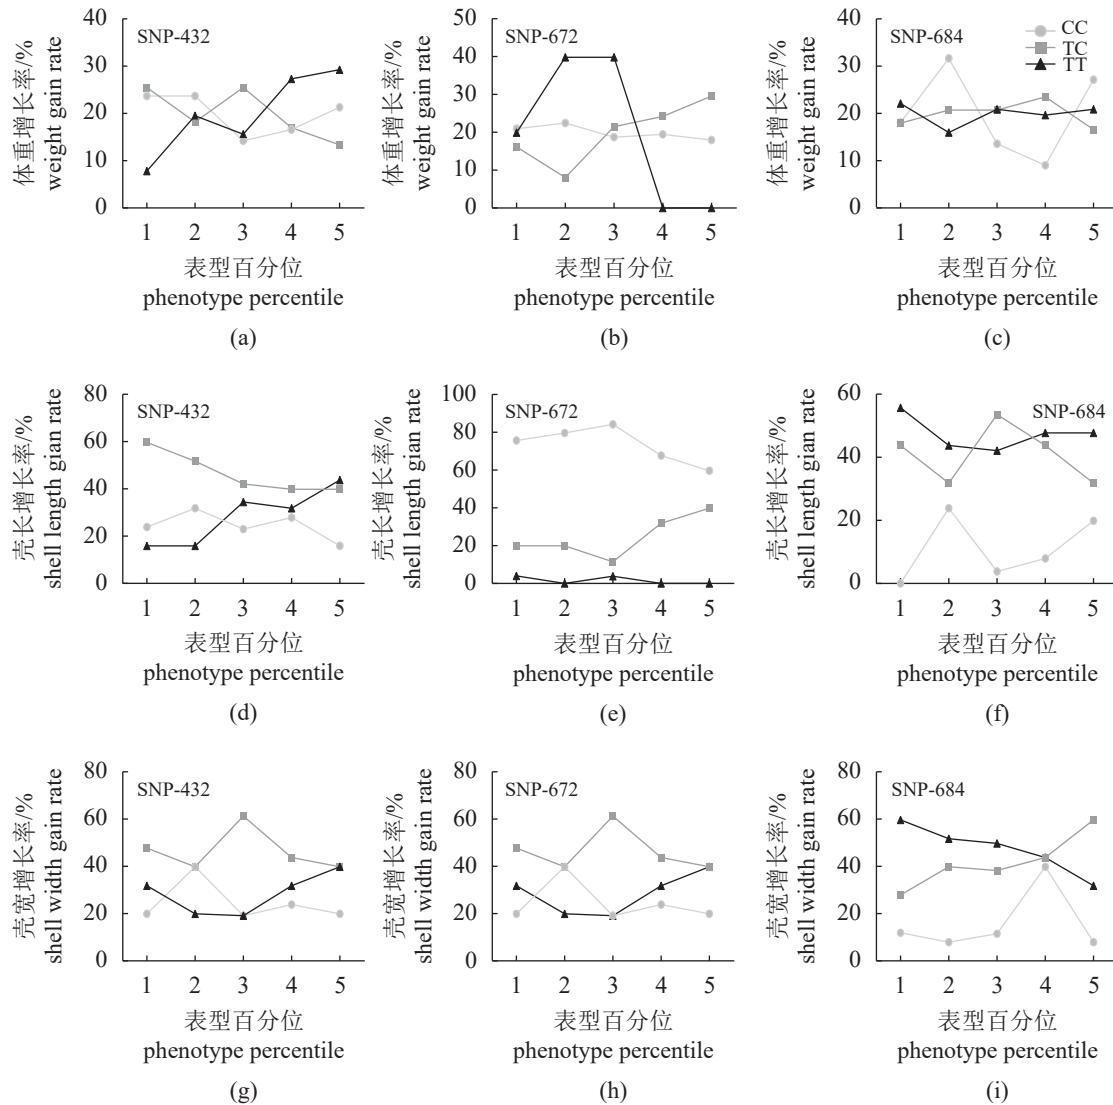 体重增长率/%
weight gain rate
40
30
20
10
0
SNP-432
1 2 3 4 5
表型百分位
phenotype percentile
(a)
体重增长率/%
weight gain rate
50
40
30
20
10
0
SNP-672
1 2 3 4 5
表型百分位
phenotype percentile
(b)
体重增长率/%
weight gain rate
40
30
20
10
0
SNP-684
CC
TC
TT
1 2 3 4 5
表型百分位
phenotype percentile
(c)
壳长增长率/%
shell length gian rate
80
60
40
20
0
SNP-432
1 2 3 4 5
表型百分位
phenotype percentile
(d)
壳长增长率/%
shell length gian rate
100
80
60
40
20
0
SNP-672
1 2 3 4 5
表型百分位
phenotype percentile
(e)
壳长增长率/%
shell length gian rate
60
40
20
0
SNP-684
1 2 3 4 5
表型百分位
phenotype percentile
(f)
壳宽增长率/%
shell width gain rate
80
60
40
20
0
SNP-432
1 2 3 4 5
表型百分位
phenotype percentile
(g)
壳宽增长率/%
shell width gain rate
80
60
40
20
0
SNP-672
1 2 3 4 5
表型百分位
phenotype percentile
(h)
壳宽增长率/%
shell width gain rate
80
60
40
20
0
SNP-684
1 2 3 4 5
表型百分位
phenotype percentile
(i)